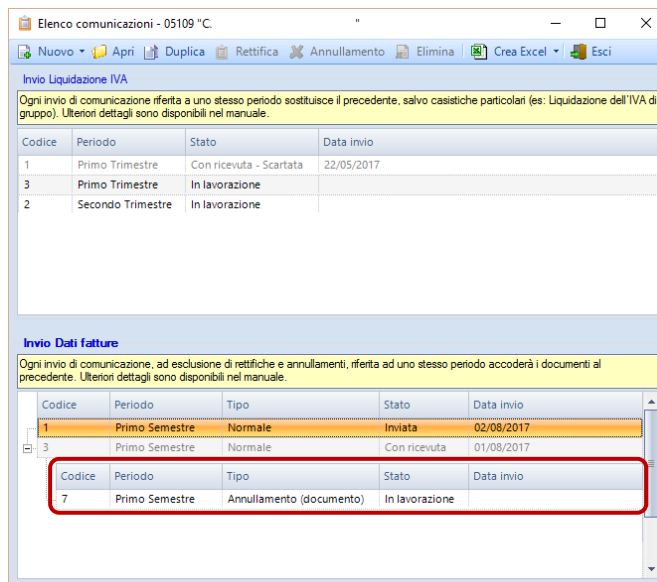 Elenco comunicazioni - 05109 "C. "
Nuovo Apri Duplica Rettifica Annullamento Elimina Crea Excel Esci
Invio Liquidazione IVA
Ogni invio di comunicazione riferita a uno stesso periodo sostituisce il precedente, salvo casistiche particolari (es: Liquidazione dell'IVA di
gruppo). Ulteriori dettagli sono disponibili nel manuale.
Codice Periodo Stato Data invio
1 Primo Trimestre Con ricevuta - Scartata 22/05/2017
3 Primo Trimestre In lavorazione
2 Secondo Trimestre In lavorazione
Invio Dati fatture
Ogni invio di comunicazione, ad esclusione di rettifiche e annullamenti, riferita ad uno stesso periodo accoderà i documenti al
precedente. Ulteriori dettagli sono disponibili nel manuale.
Codice Periodo Tipo Stato Data invio
1 Primo Semestre Normale Inviata 02/08/2017
3 Primo Semestre Normale Con ricevuta 01/08/2017
Codice Periodo Tipo Stato Data invio
7 Primo Semestre Annullamento (documento) In lavorazione